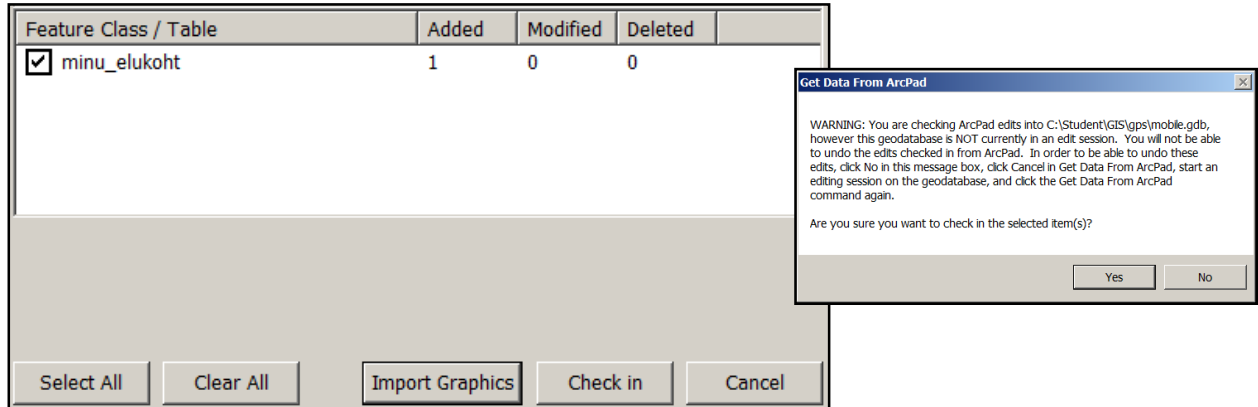 Feature Class / Table Added Modified Deleted
minu_elukoht 1 0 0
Select All Clear All Import Graphics Check in Cancel
Get Data From ArcPad
WARNING: You are checking ArcPad edits into C:\Student\GIS\gps\mobile.gdb,
however this geodatabase is NOT currently in an edit session. You will not be able
to undo the edits checked in from ArcPad. In order to be able to undo these
edits, click No in this message box, click Cancel in Get Data From ArcPad, start an
editing session on the geodatabase, and click the Get Data From ArcPad
command again.
Are you sure you want to check in the selected item(s)?
Yes No